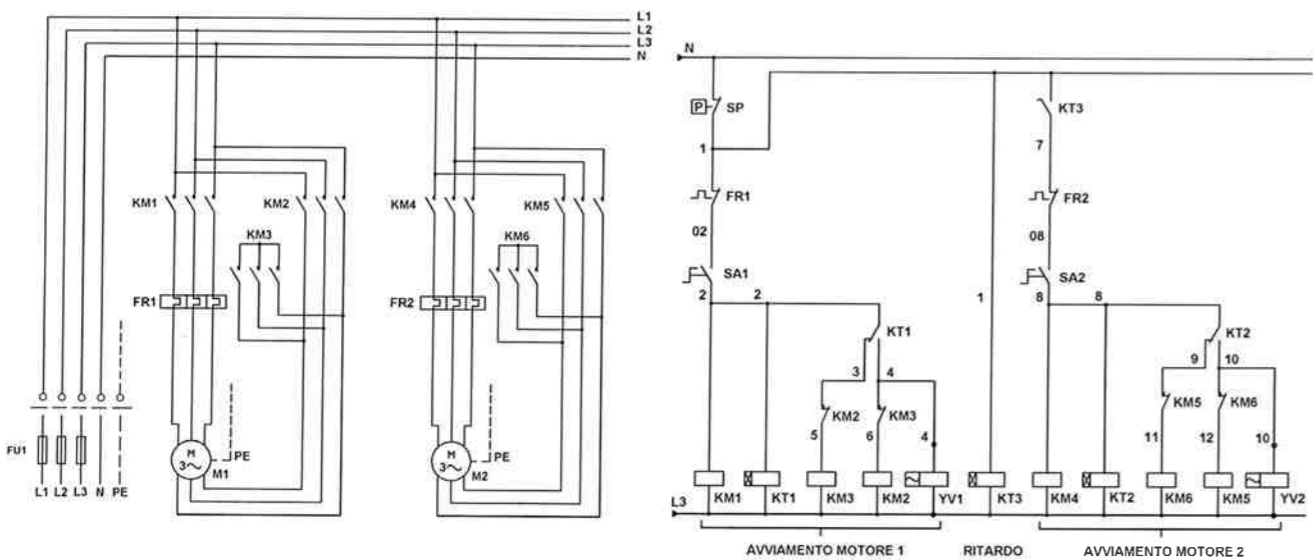 L1
L2
L3
N
KM1
KM2
KM3
FR1
M
3
M1
PE
KM4
KM5
KM6
FR2
M
3
M2
PE
FU1
L1 L2 L3 N PE
N
P
SP
1
FR1
02
SA1
2
2
KT1
3
4
KM2
KM3
5
6
4
KM1
KT1
KM3
KM2
YV1
1
KT3
KT3
7
FR2
08
SA2
8
8
KT2
9
10
KM5
KM6
11
12
10
KM4
KT2
KM6
KM5
YV2
L3
AVVIAMENTO MOTORE 1
RITARDO
AVVIAMENTO MOTORE 2